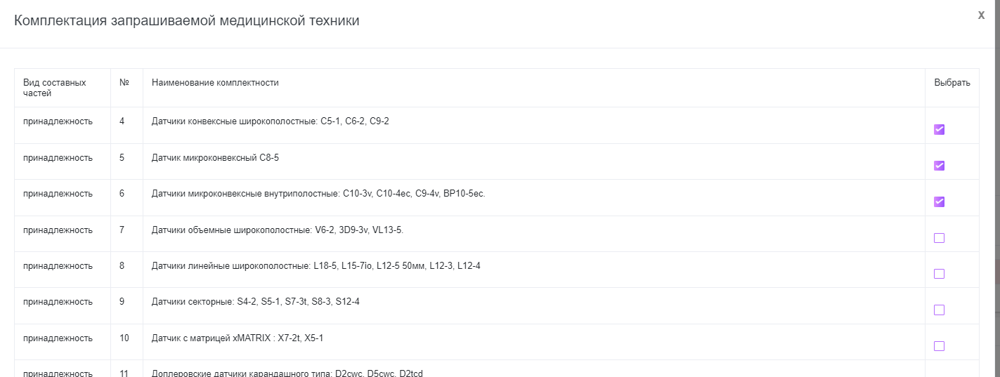 Комплектация запрашиваемой медицинской техники
x
Вид составных
частей
№
Наименование комплектности
Выбрать
принадлежность 4 Датчики конвексные широкополостные: C5-1, C6-2, C9-2
принадлежность 5 Датчик микроконвексный C8-5
принадлежность 6 Датчики микроконвексные внутриполостные: C10-3v, C10-4ec, C9-4v, BP10-5ec.
принадлежность 7 Датчики объемные широкополостные: V6-2, 3D9-3v, VL13-5.
принадлежность 8 Датчики линейные широкополостные: L18-5, L15-7io, L12-5 50мм, L12-3, L12-4
принадлежность 9 Датчики секторные: S4-2, S5-1, S7-3t, S8-3, S12-4
принадлежность 10 Датчик с матрицей xMATRIX : X7-2t, X5-1
принадлежность 11 Доплеровские датчики карандашного типа: D2cwc, D5cwc, D2tcd